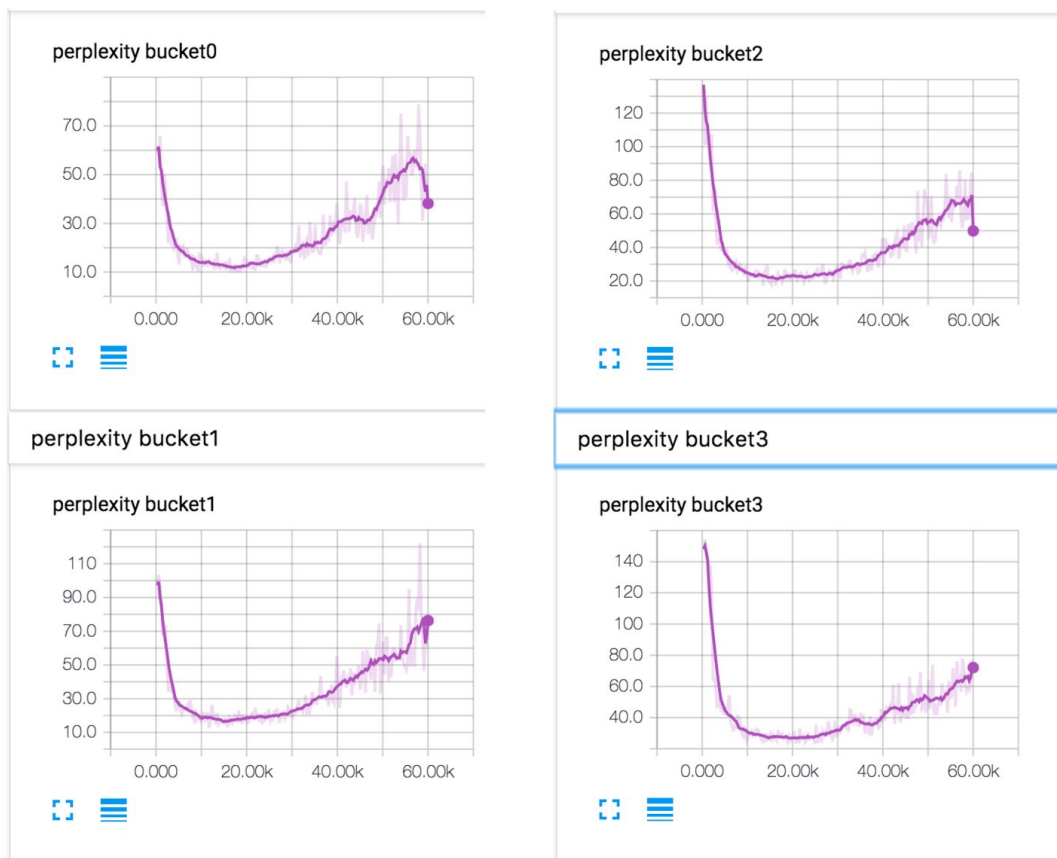 perplexity bucket0
70.0
50.0
30.0
10.0
0.000 20.00k 40.00k 60.00k
perplexity bucket1
perplexity bucket1
110
90.0
70.0
50.0
30.0
10.0
0.000 20.00k 40.00k 60.00k
perplexity bucket2
120
100
80.0
60.0
40.0
20.0
0.000 20.00k 40.00k 60.00k
perplexity bucket3
perplexity bucket3
140
120
100
80.0
60.0
40.0
0.000 20.00k 40.00k 60.00k